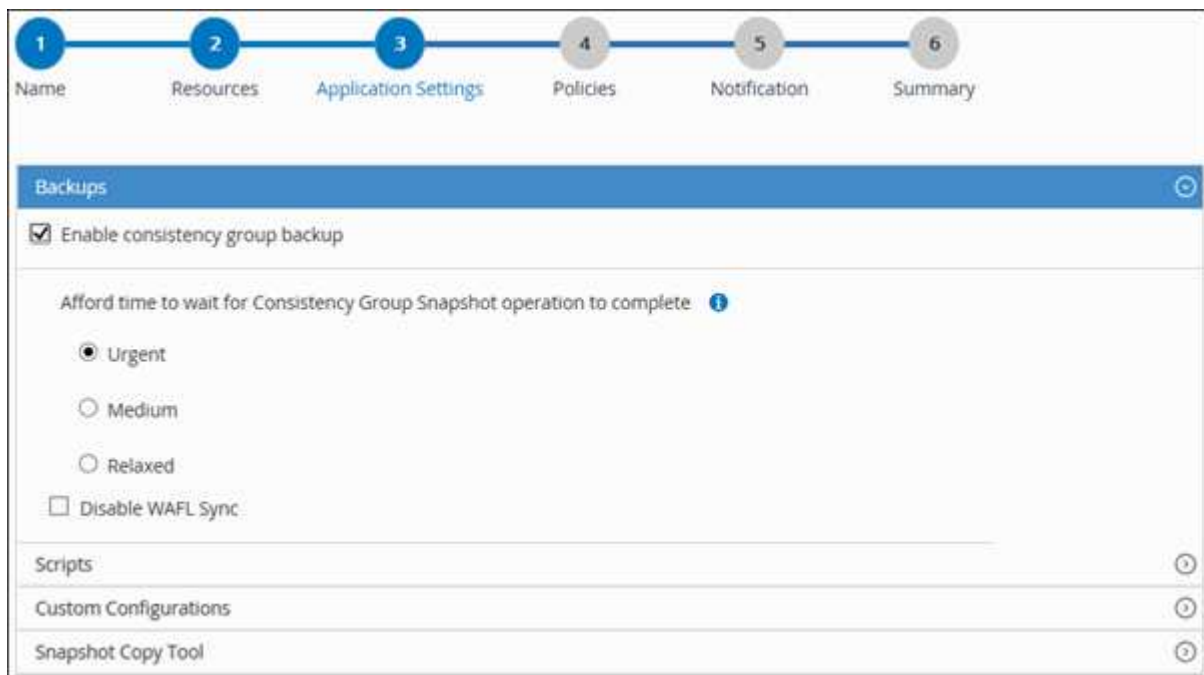 1 2 3 4 5 6
Name Resources Application Settings Policies Notification Summary
Backups
Enable consistency group backup
Afford time to wait for Consistency Group Snapshot operation to complete
Urgent
Medium
Relaxed
Disable WAFL Sync
Scripts
Custom Configurations
Snapshot Copy Tool